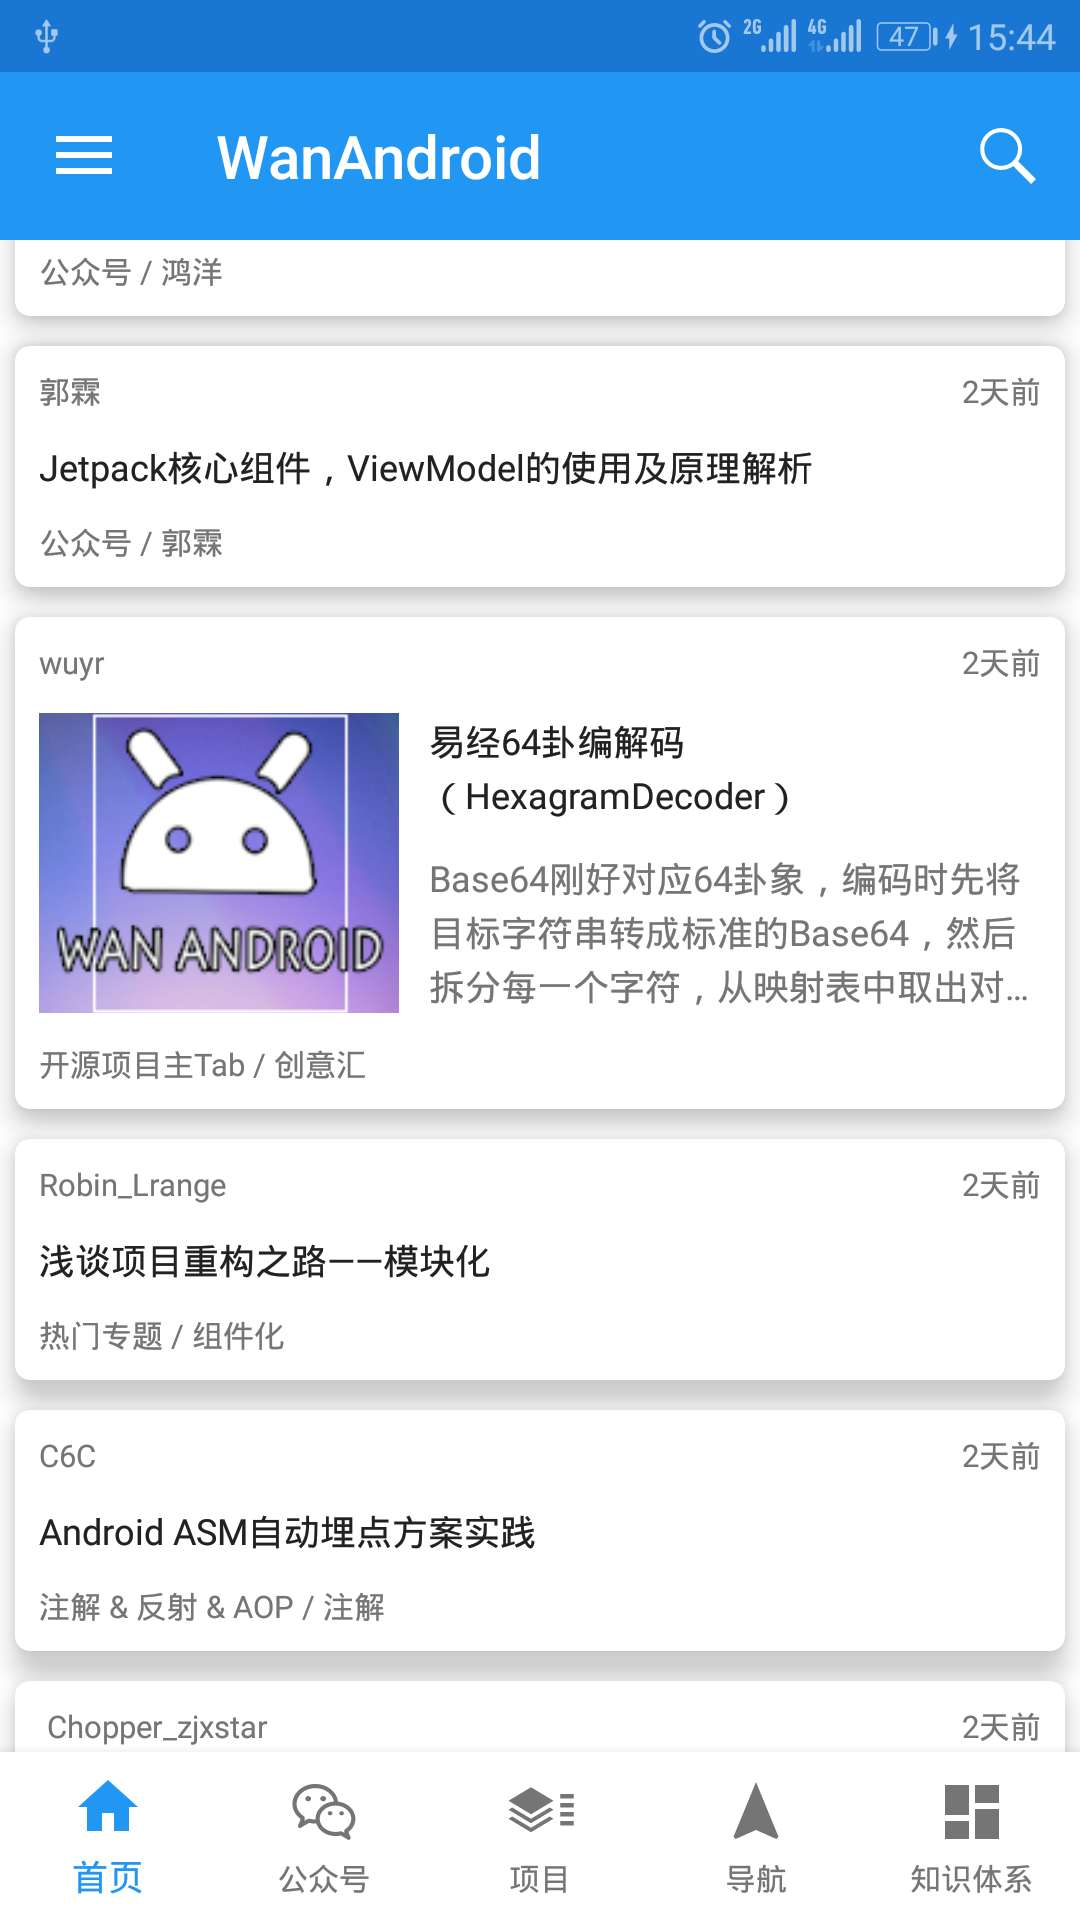 2G 4G 47 15:44
WanAndroid
公众号 / 鸿洋
郭霖 2天前
Jetpack核心组件，ViewModel的使用及原理解析
公众号 / 郭霖
wuyr 2天前
WAN ANDROID
易经64卦编解码
（HexagramDecoder）
Base64刚好对应64卦象，编码时先将
目标字符串转成标准的Base64，然后
拆分每一个字符，从映射表中取出对...
开源项目主Tab / 创意汇
Robin_Lrange 2天前
浅谈项目重构之路——模块化
热门专题 / 组件化
C6C 2天前
Android ASM自动埋点方案实践
注解 & 反射 & AOP / 注解
Chopper_zjxstar 2天前
首页 公众号 项目 导航 知识体系